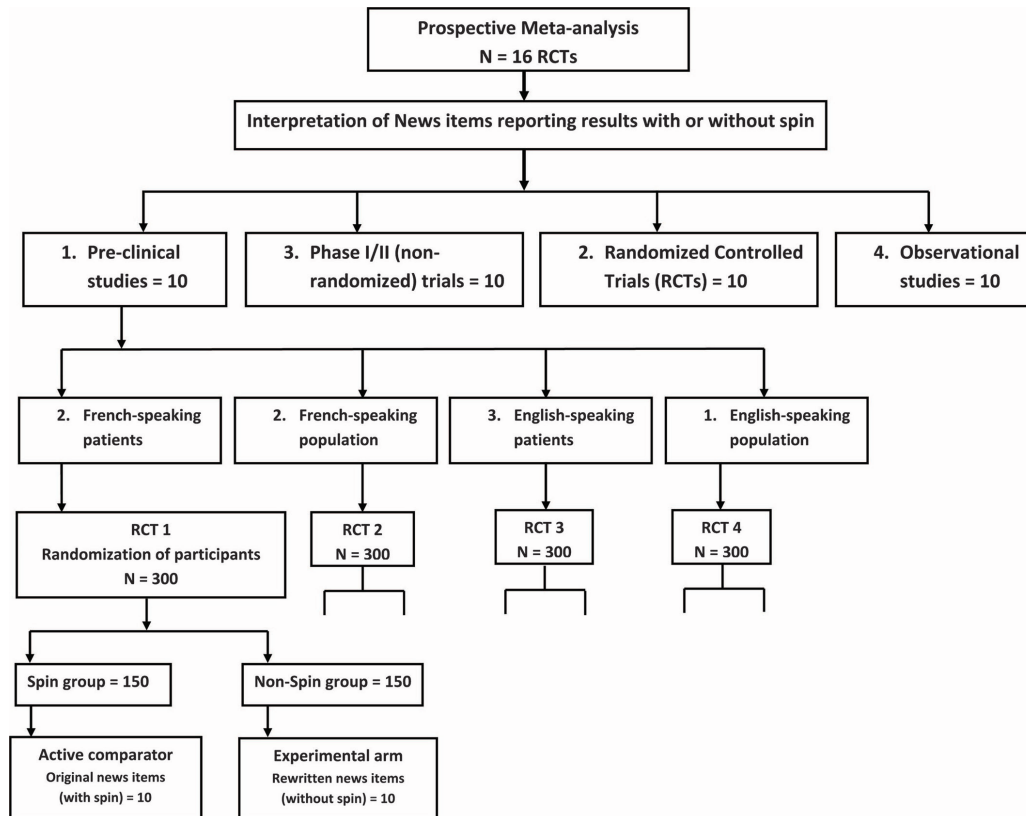 Prospective Meta-analysis
N = 16 RCTs
Interpretation of News items reporting results with or without spin
1. Pre-clinical
studies = 10
3. Phase I/II (non-
randomized) trials = 10
2. Randomized Controlled
Trials (RCTs) = 10
4. Observational
studies = 10
2. French-speaking
patients
2. French-speaking
population
3. English-speaking
patients
1. English-speaking
population
RCT 1
Randomization of participants
N = 300
RCT 2
N = 300
RCT 3
N = 300
RCT 4
N = 300
Spin group = 150
Non-Spin group = 150
Active comparator
Original news items
(with spin) = 10
Experimental arm
Rewritten news items
(without spin) = 10